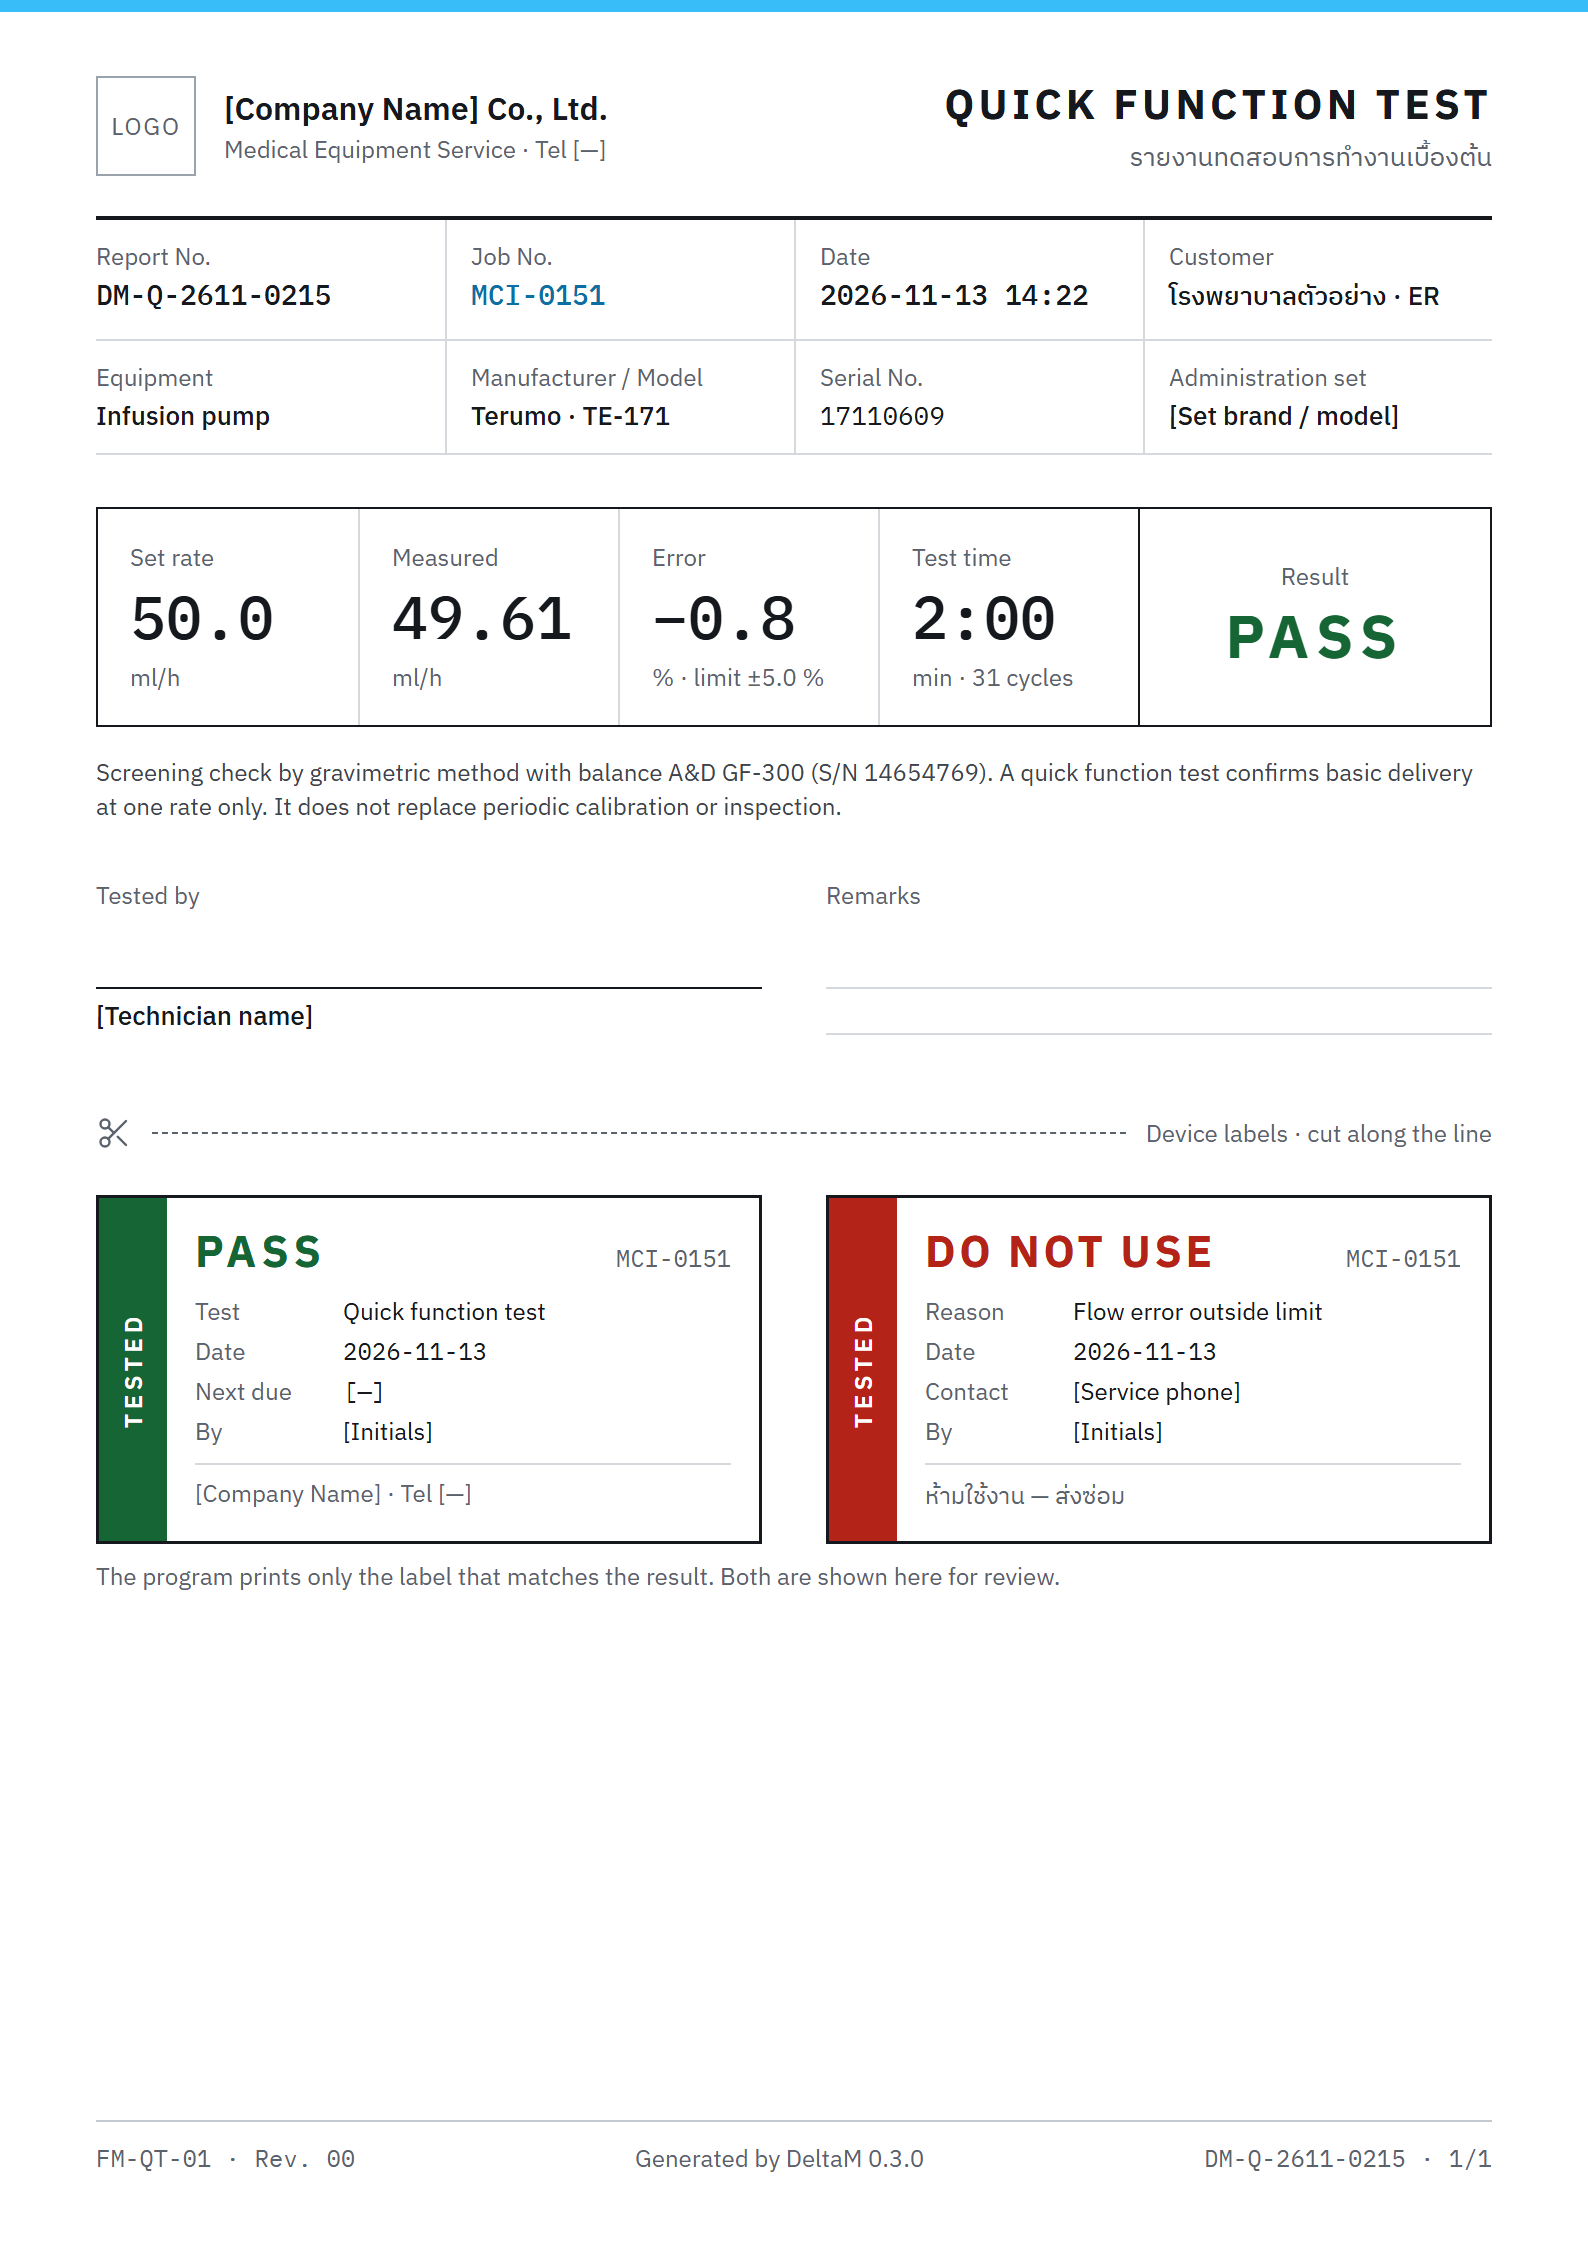 LOGO
[Company Name] Co., Ltd.
Medical Equipment Service · Tel [—]
QUICK FUNCTION TEST
รายงานทดสอบการทำงานเบื้องต้น
Report No.
DM-Q-2611-0215
Job No.
MCI-0151
Date
2026-11-13 14:22
Customer
โรงพยาบาลตัวอย่าง · ER
Equipment
Infusion pump
Manufacturer / Model
Terumo · TE-171
Serial No.
17110609
Administration set
[Set brand / model]
Set rate
50.0
ml/h
Measured
49.61
ml/h
Error
−0.8
% · limit ±5.0 %
Test time
2:00
min · 31 cycles
Result
PASS
Screening check by gravimetric method with balance A&D GF-300 (S/N 14654769). A quick function test confirms basic delivery
at one rate only. It does not replace periodic calibration or inspection.
Tested by
[Technician name]
Remarks
Device labels · cut along the line
TESTED
PASS
MCI-0151
Test Quick function test
Date 2026-11-13
Next due [—]
By [Initials]
[Company Name] · Tel [—]
TESTED
DO NOT USE
MCI-0151
Reason Flow error outside limit
Date 2026-11-13
Contact [Service phone]
By [Initials]
ห้ามใช้งาน — ส่งซ่อม
The program prints only the label that matches the result. Both are shown here for review.
FM-QT-01 · Rev. 00
Generated by DeltaM 0.3.0
DM-Q-2611-0215 · 1/1